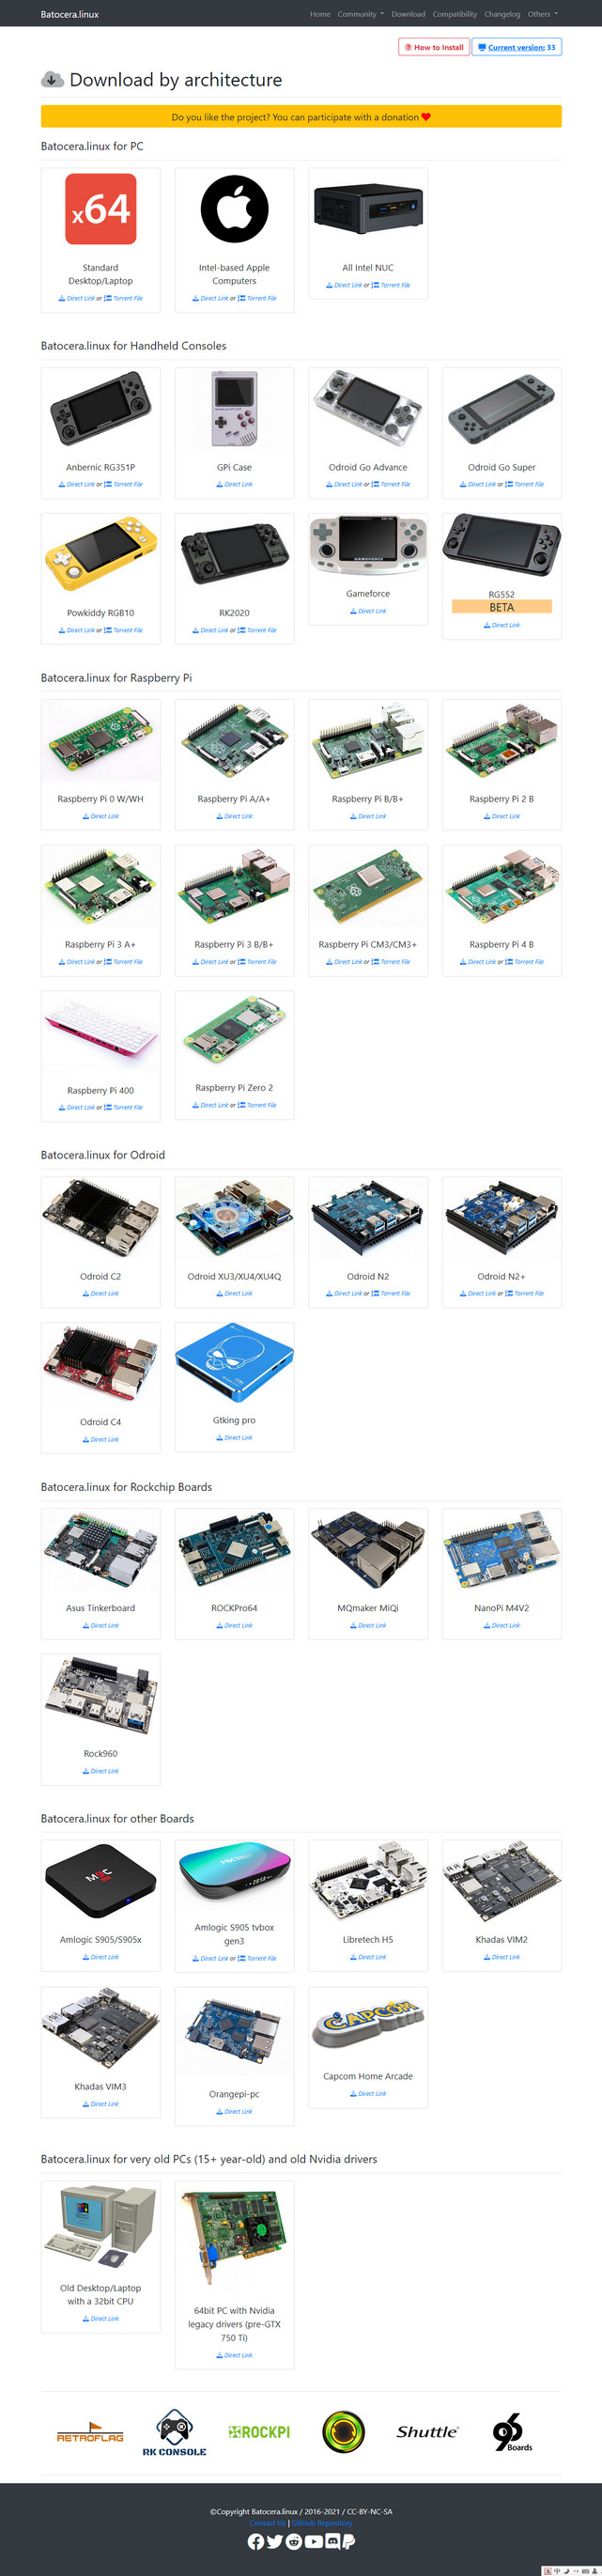 Batocera.linux
Home Community Download Compatibility Changelog Others
How to Install Current version: 33
Download by architecture
Do you like the project? You can participate with a donation
Batocera.linux for PC
x64
Standard
Desktop/Laptop
Direct Link or Torrent File
Intel-based Apple
Computers
Direct Link or Torrent File
All Intel NUC
Direct Link or Torrent File
Batocera.linux for Handheld Consoles
Anbernic RG351P
Direct Link or Torrent File
GPi Case
Direct Link
Odroid Go Advance
Direct Link or Torrent File
Odroid Go Super
Direct Link or Torrent File
Powkiddy RGB10
Direct Link or Torrent File
RK2020
Direct Link or Torrent File
GAMEFORCE
Gameforce
Direct Link
RG552
BETA
Direct Link
Batocera.linux for Raspberry Pi
Raspberry Pi 0 W/WH
Direct Link
Raspberry Pi A/A+
Direct Link
Raspberry Pi B/B+
Direct Link
Raspberry Pi 2 B
Direct Link
Raspberry Pi 3 A+
Direct Link or Torrent File
Raspberry Pi 3 B/B+
Direct Link or Torrent File
Raspberry Pi CM3/CM3+
Direct Link or Torrent File
Raspberry Pi 4 B
Direct Link or Torrent File
Raspberry Pi 400
Direct Link or Torrent File
Raspberry Pi Zero 2
Direct Link or Torrent File
Batocera.linux for Odroid
Odroid C2
Direct Link
Odroid XU3/XU4/XU4Q
Direct Link
Odroid N2
Direct Link or Torrent File
Odroid N2+
Direct Link or Torrent File
Odroid C4
Direct Link
Gtking pro
Direct Link
Batocera.linux for Rockchip Boards
Asus Tinkerboard
Direct Link
ROCKPro64
Direct Link
MQmaker MiQi
Direct Link
NanoPi M4V2
Direct Link
Rock960
Direct Link
Batocera.linux for other Boards
Amlogic S905/S905x
Direct Link
Amlogic S905 tvbox
gen3
Direct Link or Torrent File
Libretech H5
Direct Link
Khadas VIM2
Direct Link
Khadas VIM3
Direct Link
Orangepi-pc
Direct Link
CAPCOM
Capcom Home Arcade
Direct Link
Batocera.linux for very old PCs (15+ year-old) and old Nvidia drivers
Old Desktop/Laptop
with a 32bit CPU
Direct Link
64bit PC with Nvidia
legacy drivers (pre-GTX
750 Ti)
Direct Link
RETROFLAG
RK CONSOLE
ROCKPI
Shuttle
96
Boards
©Copyright Batocera.linux / 2016-2021 / CC-BY-NC-SA
Contact Us | GitHub Repository